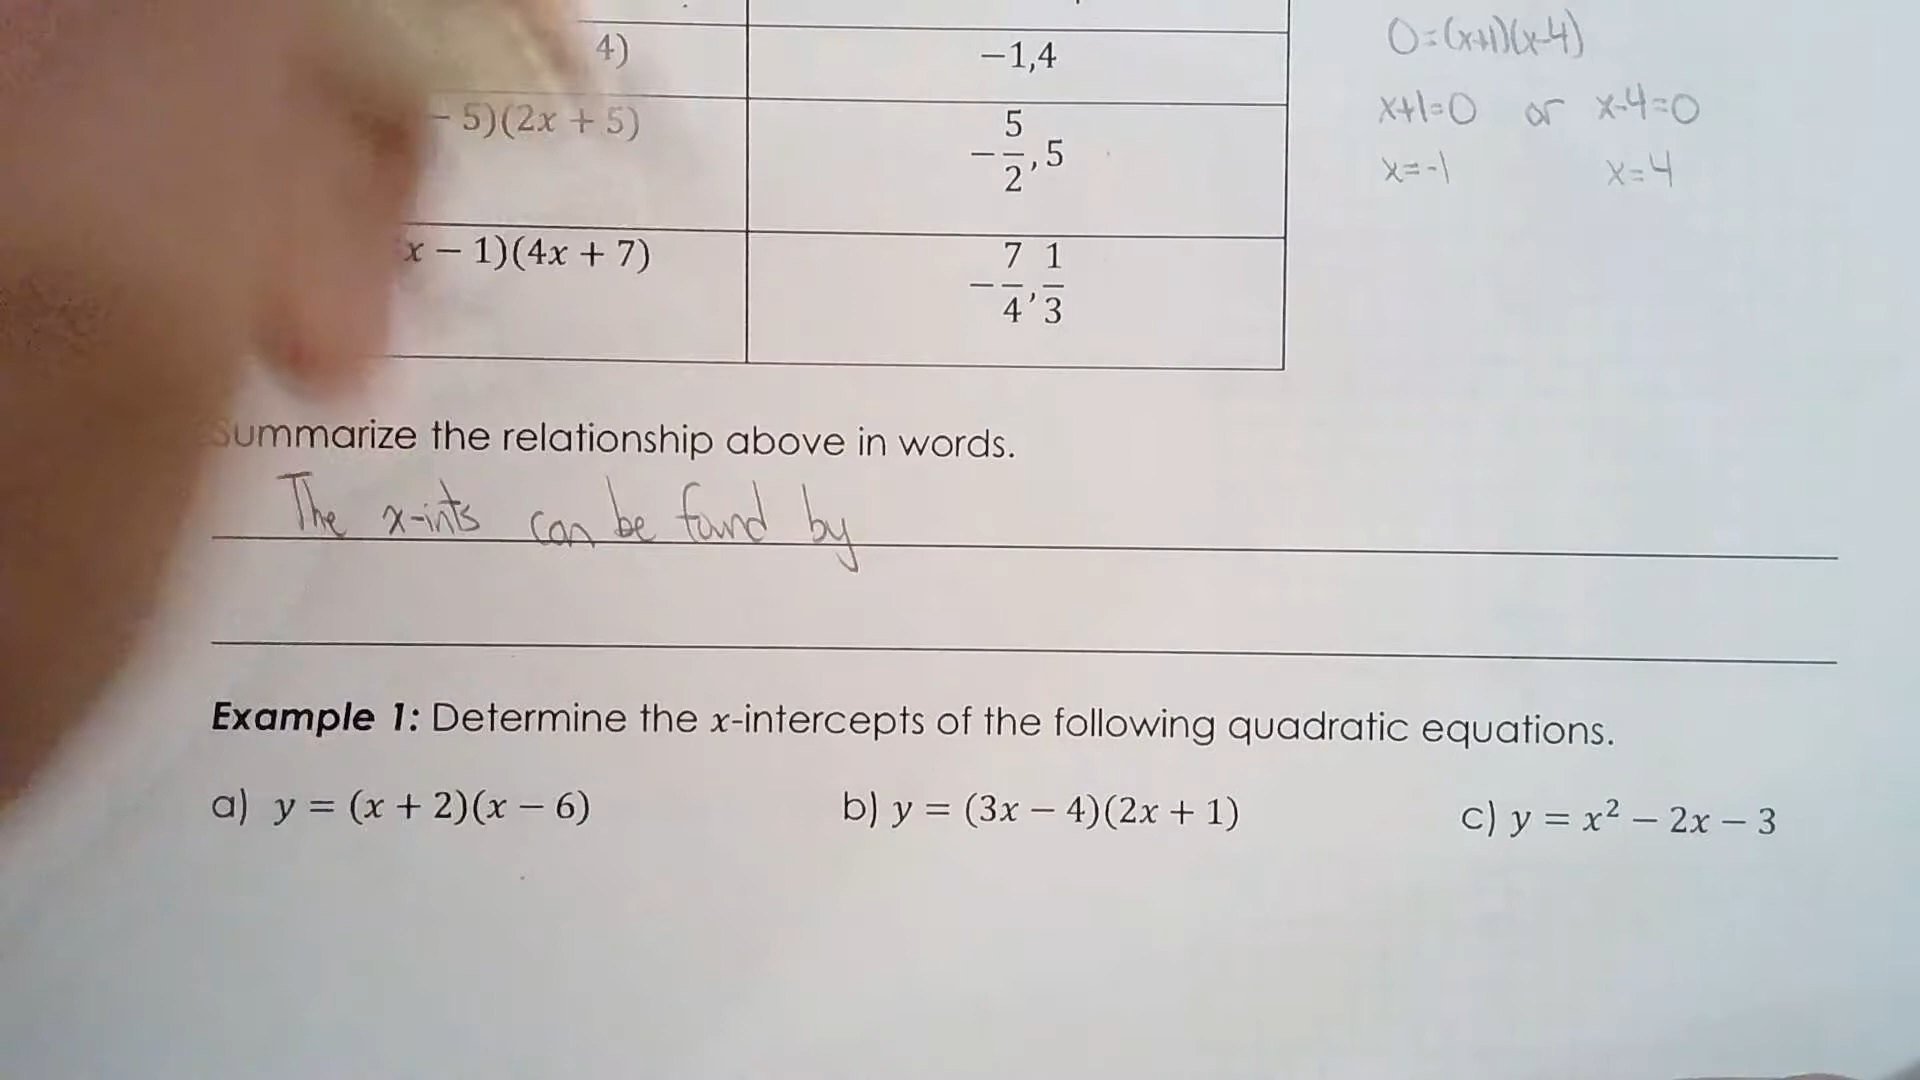 0=(x+1)(x-4)
4)
−1,4
x+1=0 or x-4=0
− 5)(2x + 5)
−5/2, 5
x=-1 x=4
x − 1)(4x + 7)
−7/4, 1/3
Summarize the relationship above in words.
The x-ints can be found by
Example 1: Determine the x-intercepts of the following quadratic equations.
a) y = (x + 2)(x − 6)
b) y = (3x − 4)(2x + 1)
c) y = x² − 2x − 3